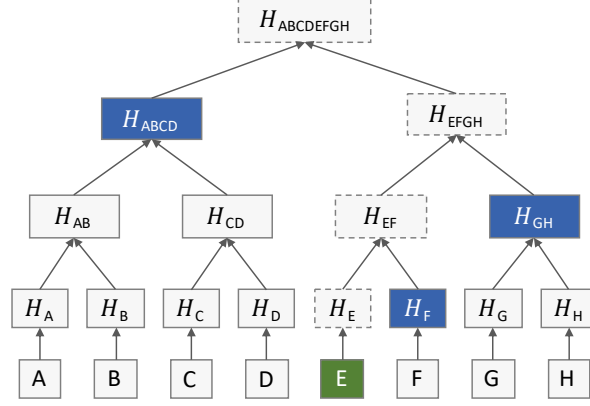 H_ABCDEFGH
H_ABCD H_EFGH
H_AB H_CD H_EF H_GH
H_A H_B H_C H_D H_E H_F H_G H_H
A B C D E F G H